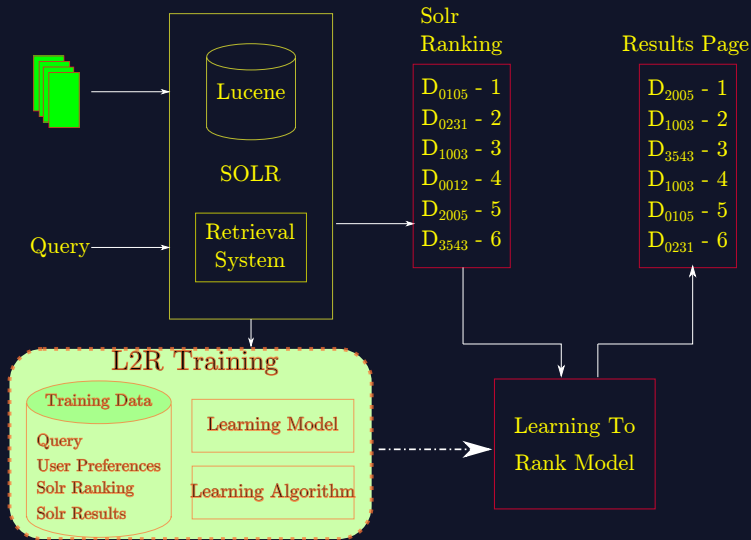 Solr
Ranking
Results Page
Lucene
SOLR
Query
Retrieval
System
D0105 - 1
D0231 - 2
D1003 - 3
D0012 - 4
D2005 - 5
D3543 - 6
D2005 - 1
D1003 - 2
D3543 - 3
D1003 - 4
D0105 - 5
D0231 - 6
L2R Training
Training Data
Query
User Preferences
Solr Ranking
Solr Results
Learning Model
Learning Algorithm
Learning To
Rank Model